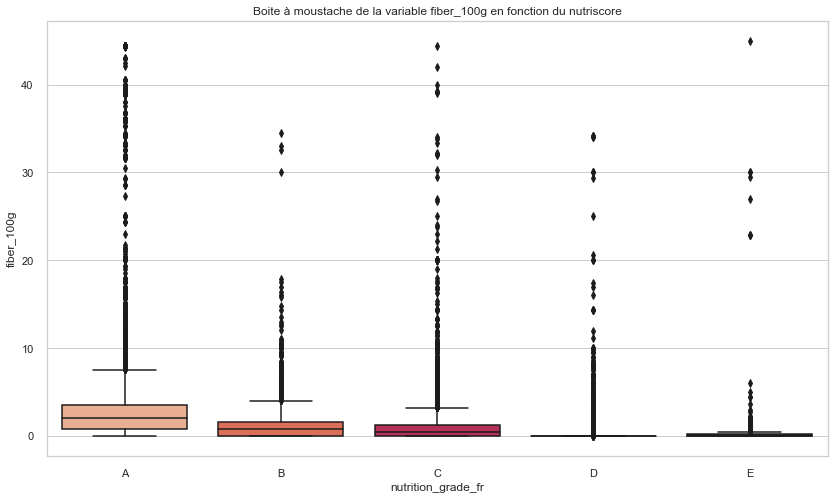 Boite à moustache de la variable fiber_100g en fonction du nutriscore
40
30
20
10
0
fiber_100g
A B C D E
nutrition_grade_fr